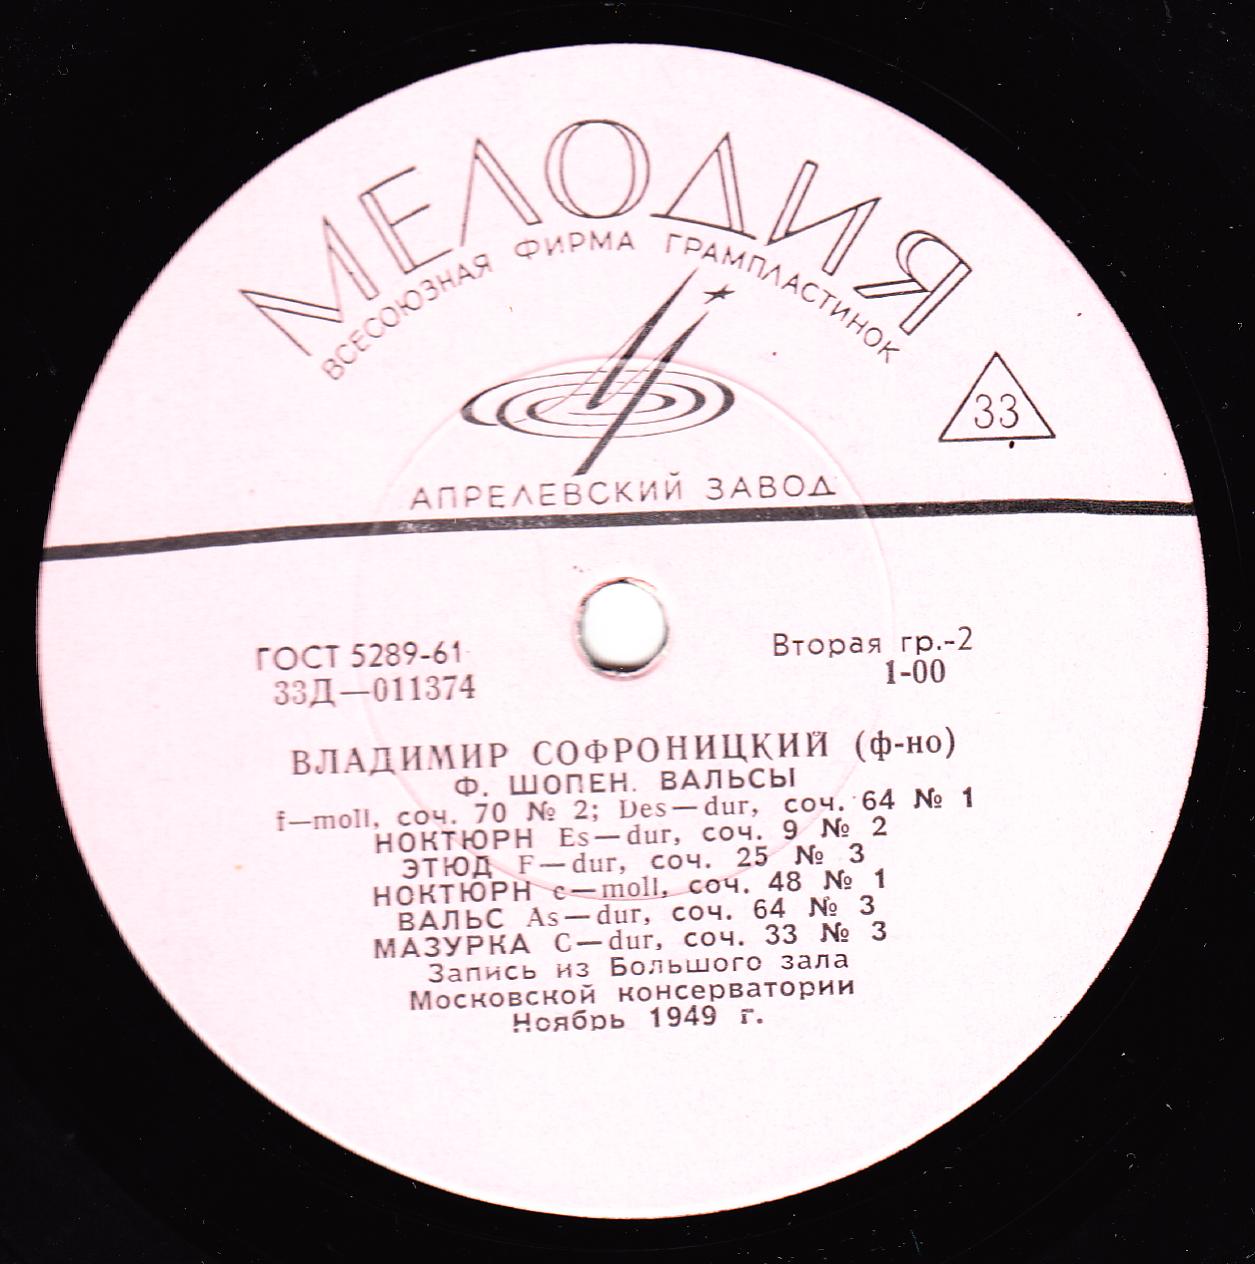 МЕЛОДИЯ
ВСЕСОЮЗНАЯ ФИРМА ГРАМПЛАСТИНОК
33
АПРЕЛЕВСКИЙ ЗАВОД
ГОСТ 5289-61
33Д—011374
Вторая гр.-2
1-00
ВЛАДИМИР СОФРОНИЦКИЙ (ф-но)
Ф. ШОПЕН. ВАЛЬСЫ
f—moll, соч. 70 № 2; Des—dur, соч. 64 № 1
НОКТЮРН Es—dur, соч. 9 № 2
ЭТЮД F—dur, соч. 25 № 3
НОКТЮРН c—moll, соч. 48 № 1
ВАЛЬС As—dur, соч. 64 № 3
МАЗУРКА C—dur, соч. 33 № 3
Запись из Большого зала
Московской консерватории
Ноябрь 1949 г.